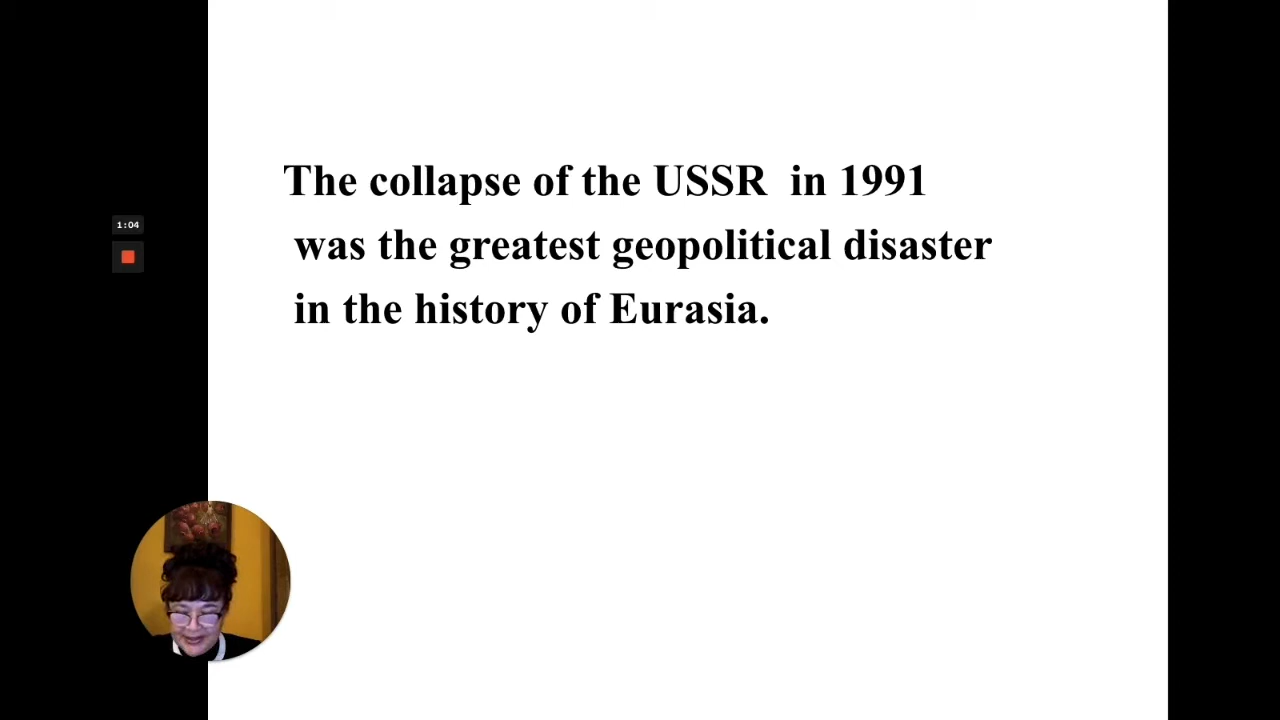 The collapse of the USSR  in 1991
was the greatest geopolitical disaster
in the history of Eurasia.
1:04